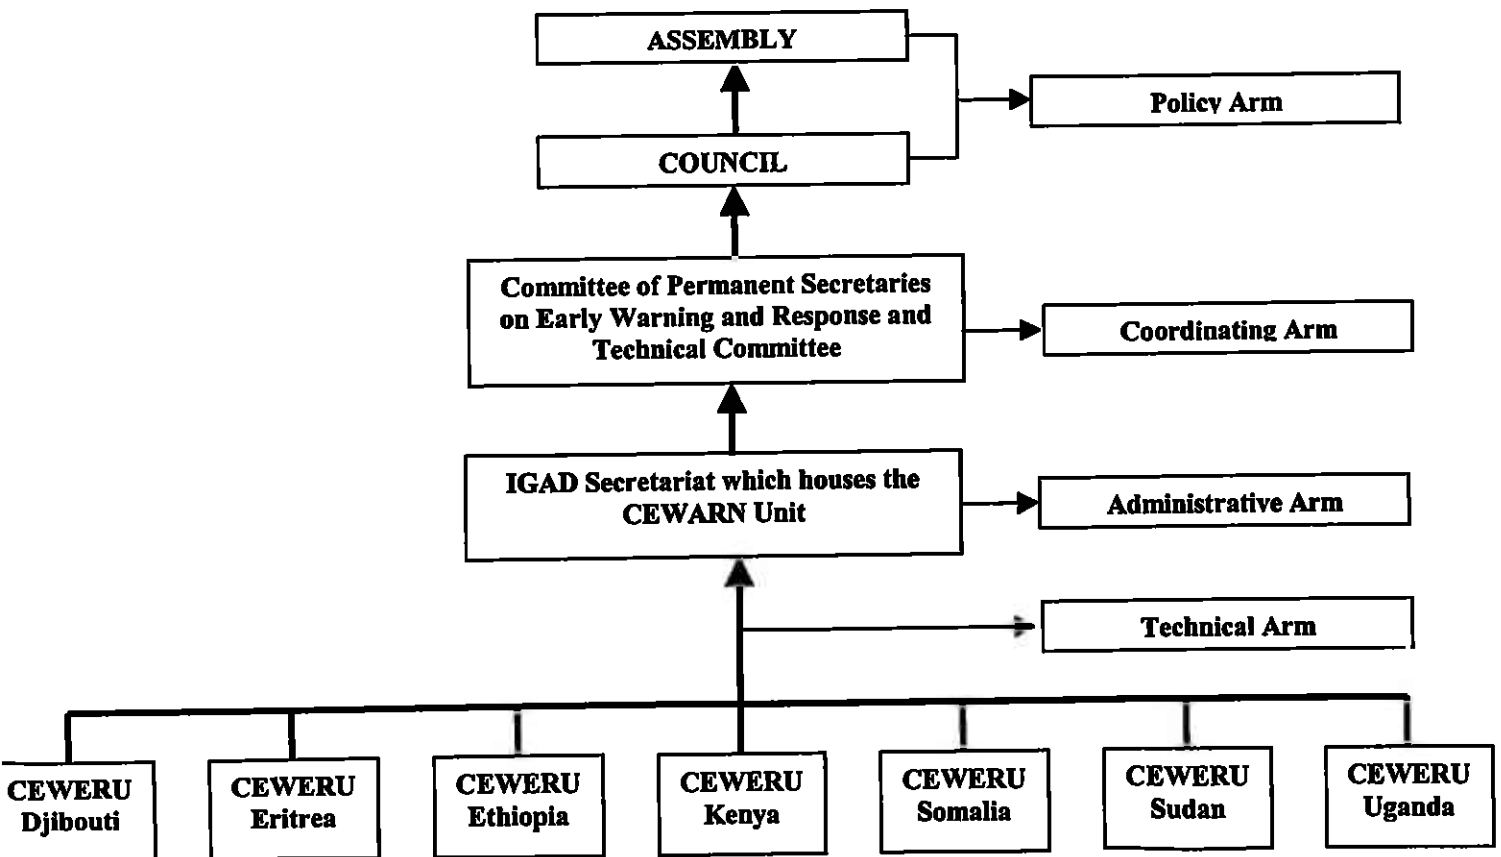 ASSEMBLY
Policy Arm
COUNCIL
Committee of Permanent Secretaries
on Early Warning and Response and
Technical Committee
Coordinating Arm
IGAD Secretariat which houses the
CEWARN Unit
Administrative Arm
Technical Arm
CEWERU
Djibouti
CEWERU
Eritrea
CEWERU
Ethiopia
CEWERU
Kenya
CEWERU
Somalia
CEWERU
Sudan
CEWERU
Uganda